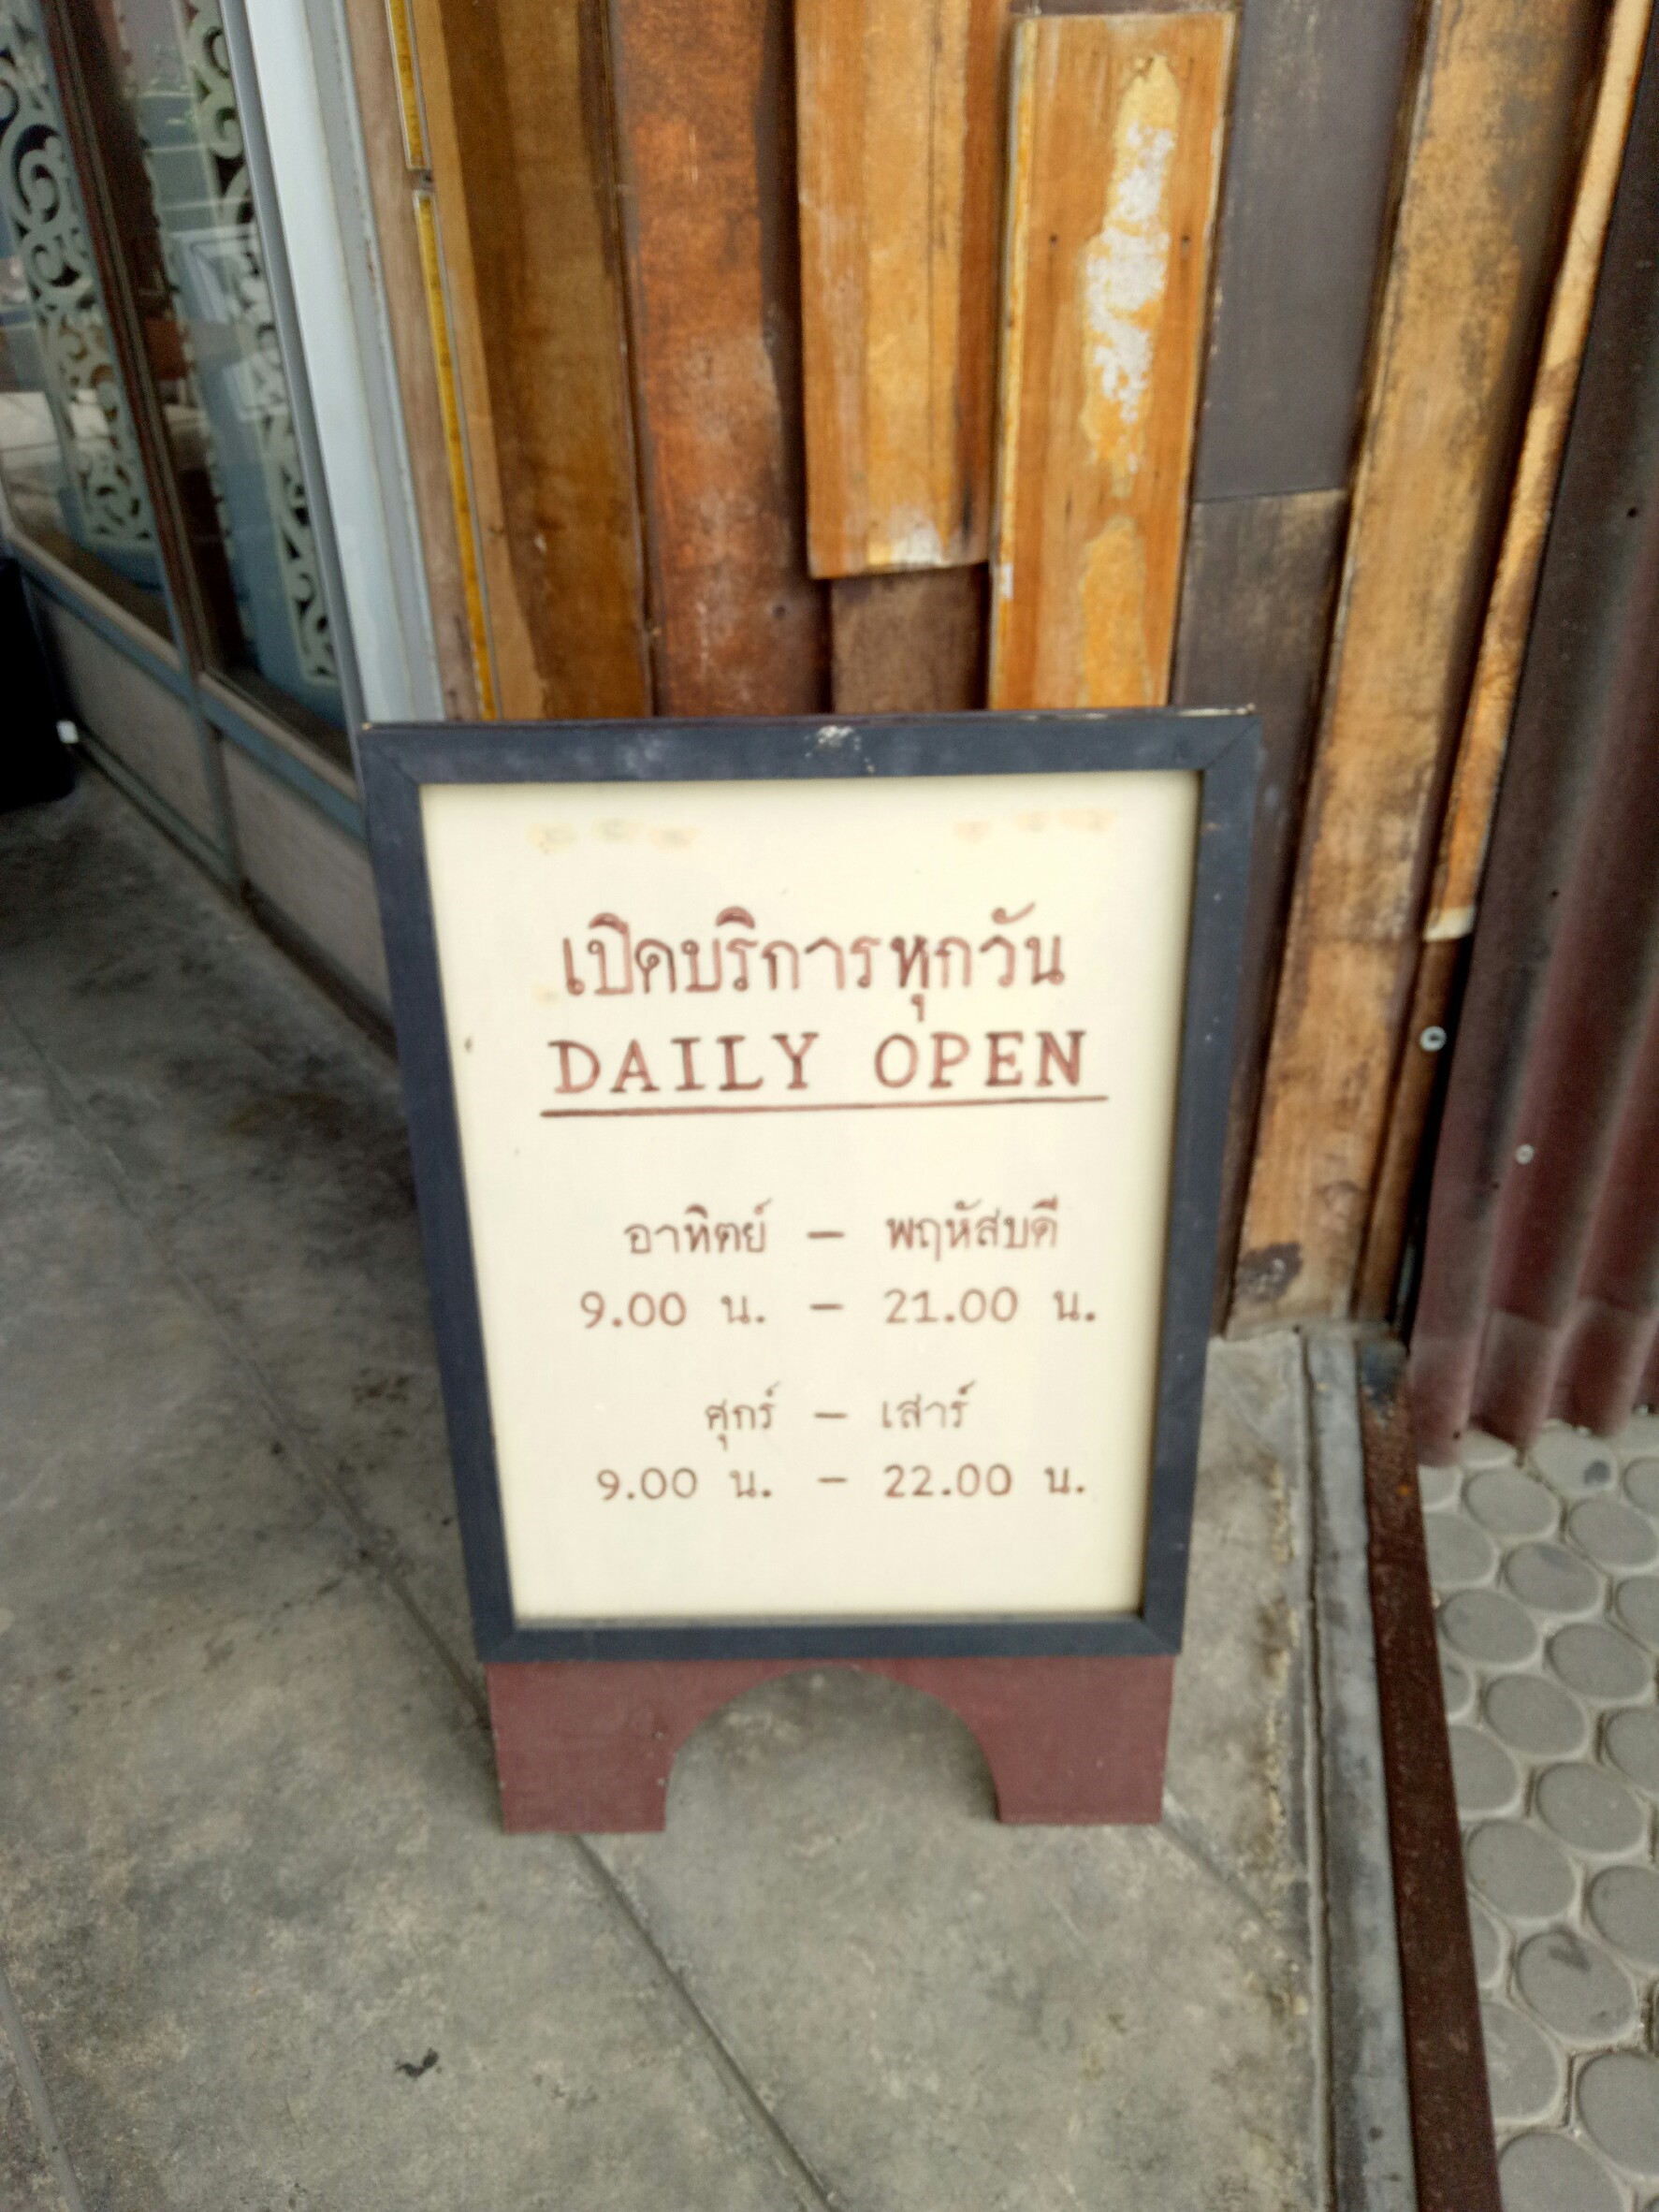 เปิดบริการทุกวัน
DAILY OPEN
อาทิตย์ – พฤหัสบดี
9.00 น. – 21.00 น.
ศุกร์ – เสาร์
9.00 น. – 22.00 น.